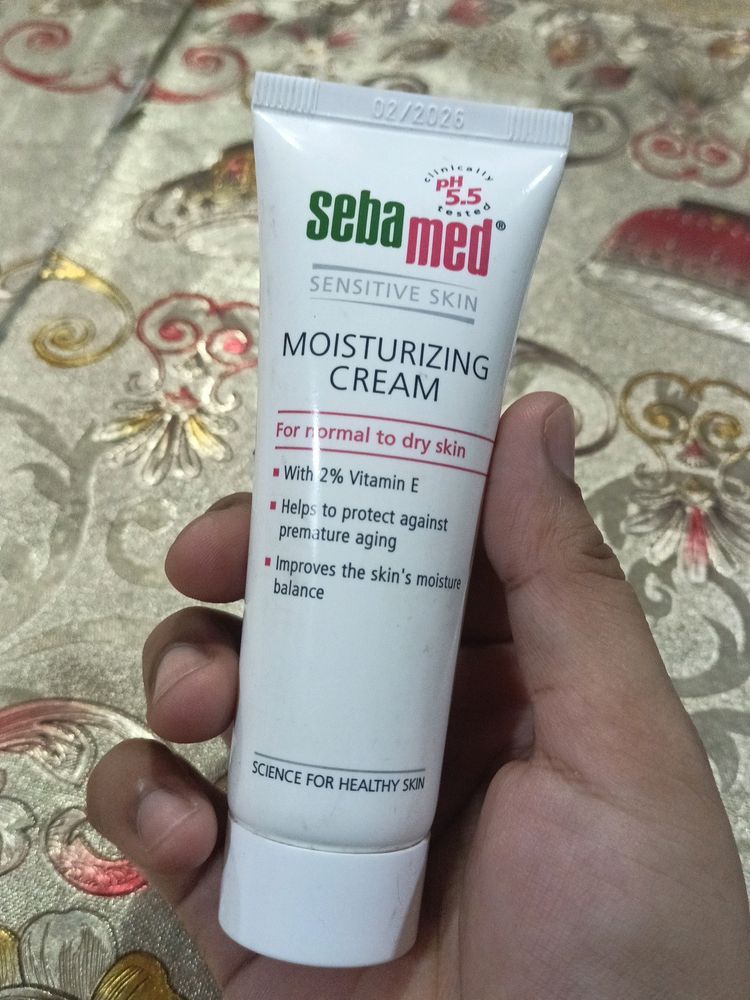 02/2026
clinically
pH
5.5
tested
sebamed®
SENSITIVE SKIN
MOISTURIZING
CREAM
For normal to dry skin
▪ With 2% Vitamin E
▪ Helps to protect against
premature aging
▪ Improves the skin's moisture
balance
SCIENCE FOR HEALTHY SKIN